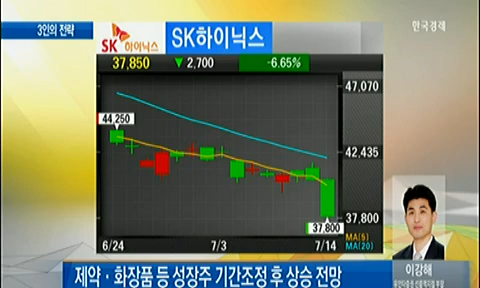 3인의 전략
한국경제
SK 하이닉스
SK하이닉스
37,850 ▼ 2,700 -6.65%
47,070
44,250
42,435
37,800
37,800
MA(5)
MA(20)
6/24 7/3 7/14
이강해
제약·화장품 등 성장주 기간조정 후 상승 전망